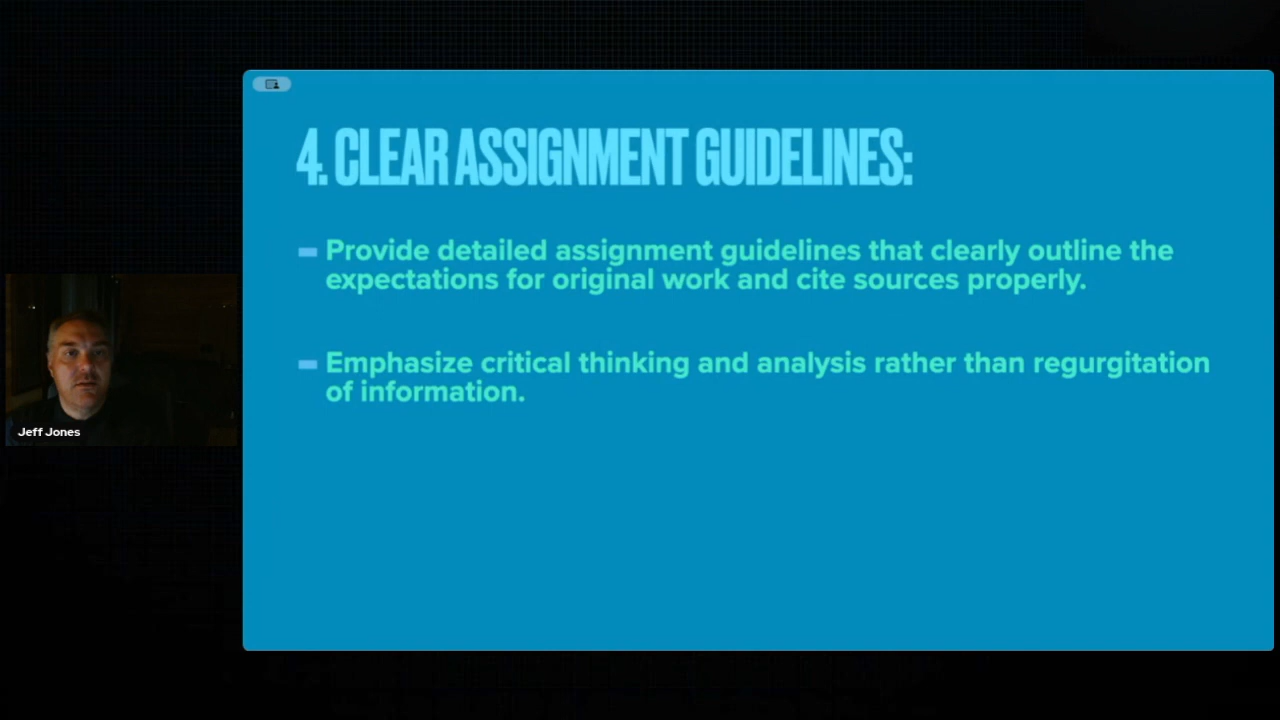 4. CLEAR ASSIGNMENT GUIDELINES:
Provide detailed assignment guidelines that clearly outline the
expectations for original work and cite sources properly.
Emphasize critical thinking and analysis rather than regurgitation
of information.
Jeff Jones